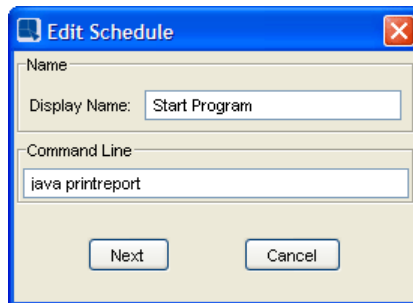 Edit Schedule
Name
Display Name: Start Program
Command Line
java printreport
Next Cancel